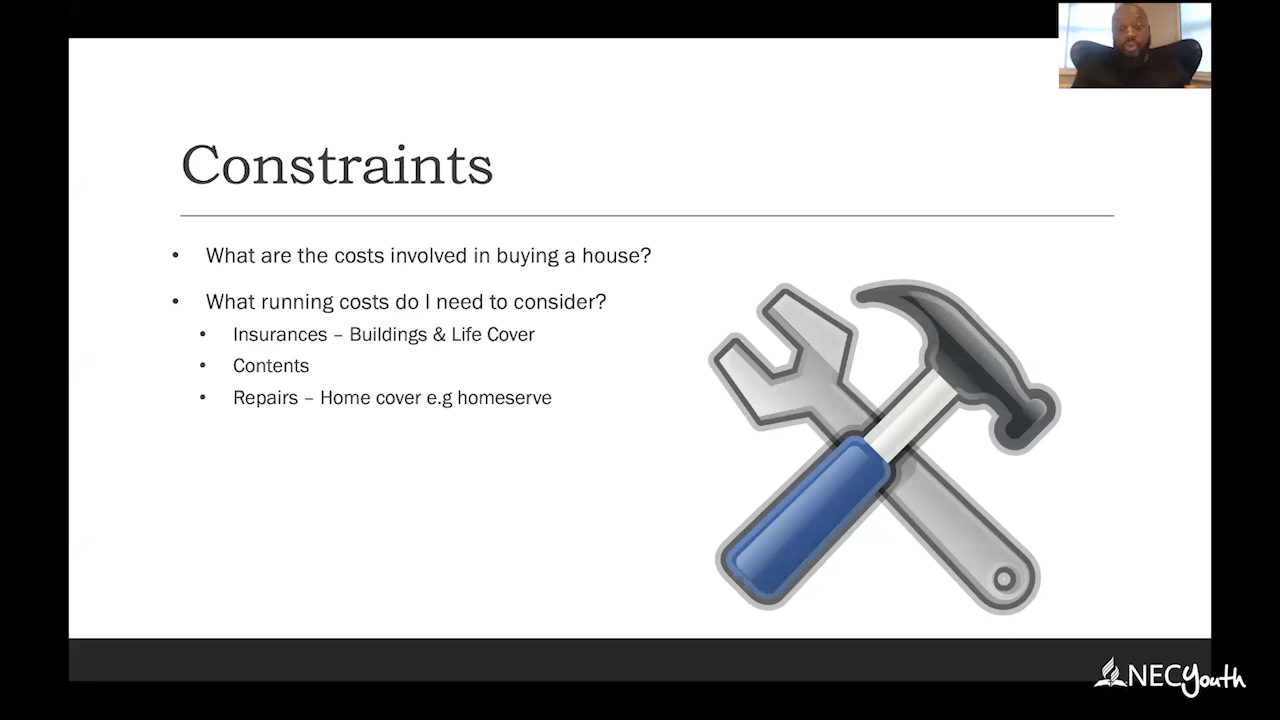 Constraints
• What are the costs involved in buying a house?
• What running costs do I need to consider?
• Insurances – Buildings & Life Cover
• Contents
• Repairs – Home cover e.g homeserve
NECyouth